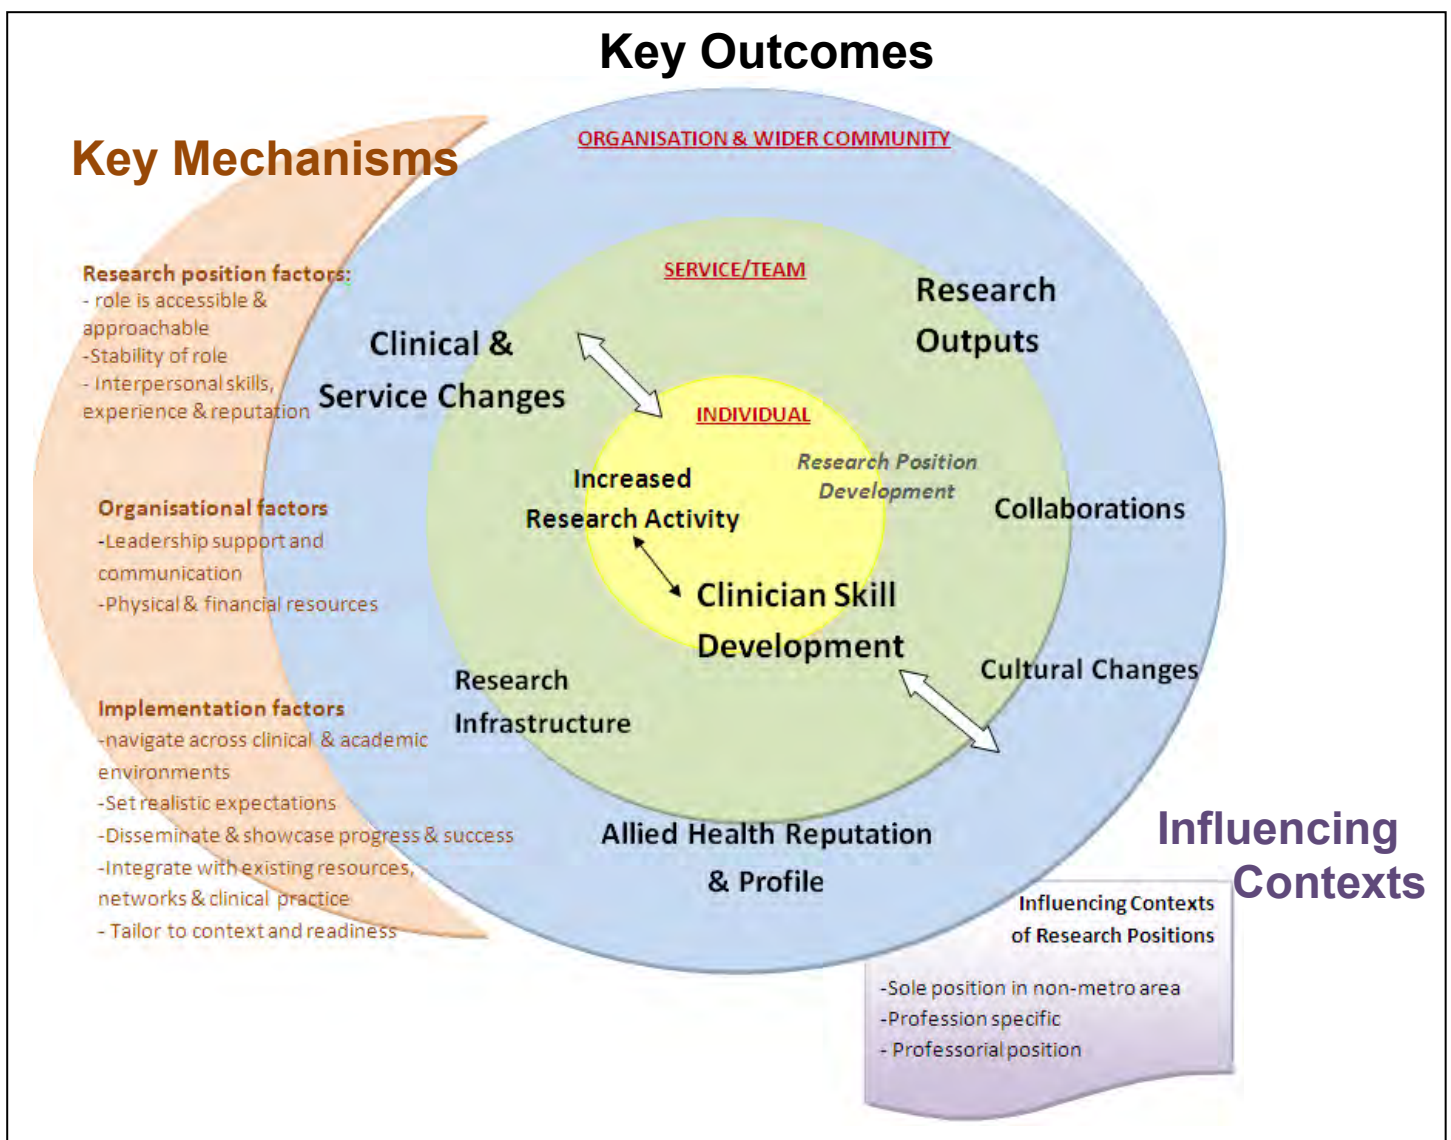 Key Outcomes
Key Mechanisms
ORGANISATION & WIDER COMMUNITY
Research position factors:
- role is accessible &
approachable
-Stability of role
- Interpersonal skills,
experience & reputation
Organisational factors
-Leadership support and
communication
-Physical & financial resources
Implementation factors
-navigate across clinical & academic
environments
-Set realistic expectations
-Disseminate & showcase progress & success
-Integrate with existing resources,
networks & clinical practice
- Tailor to context and readiness
SERVICE/TEAM
Clinical &
Service Changes
Research
Outputs
INDIVIDUAL
Increased
Research Activity
Research Position
Development
Collaborations
Clinician Skill
Development
Research
Infrastructure
Cultural Changes
Allied Health Reputation
& Profile
Influencing
Contexts
Influencing Contexts
of Research Positions
-Sole position in non-metro area
-Profession specific
- Professorial position